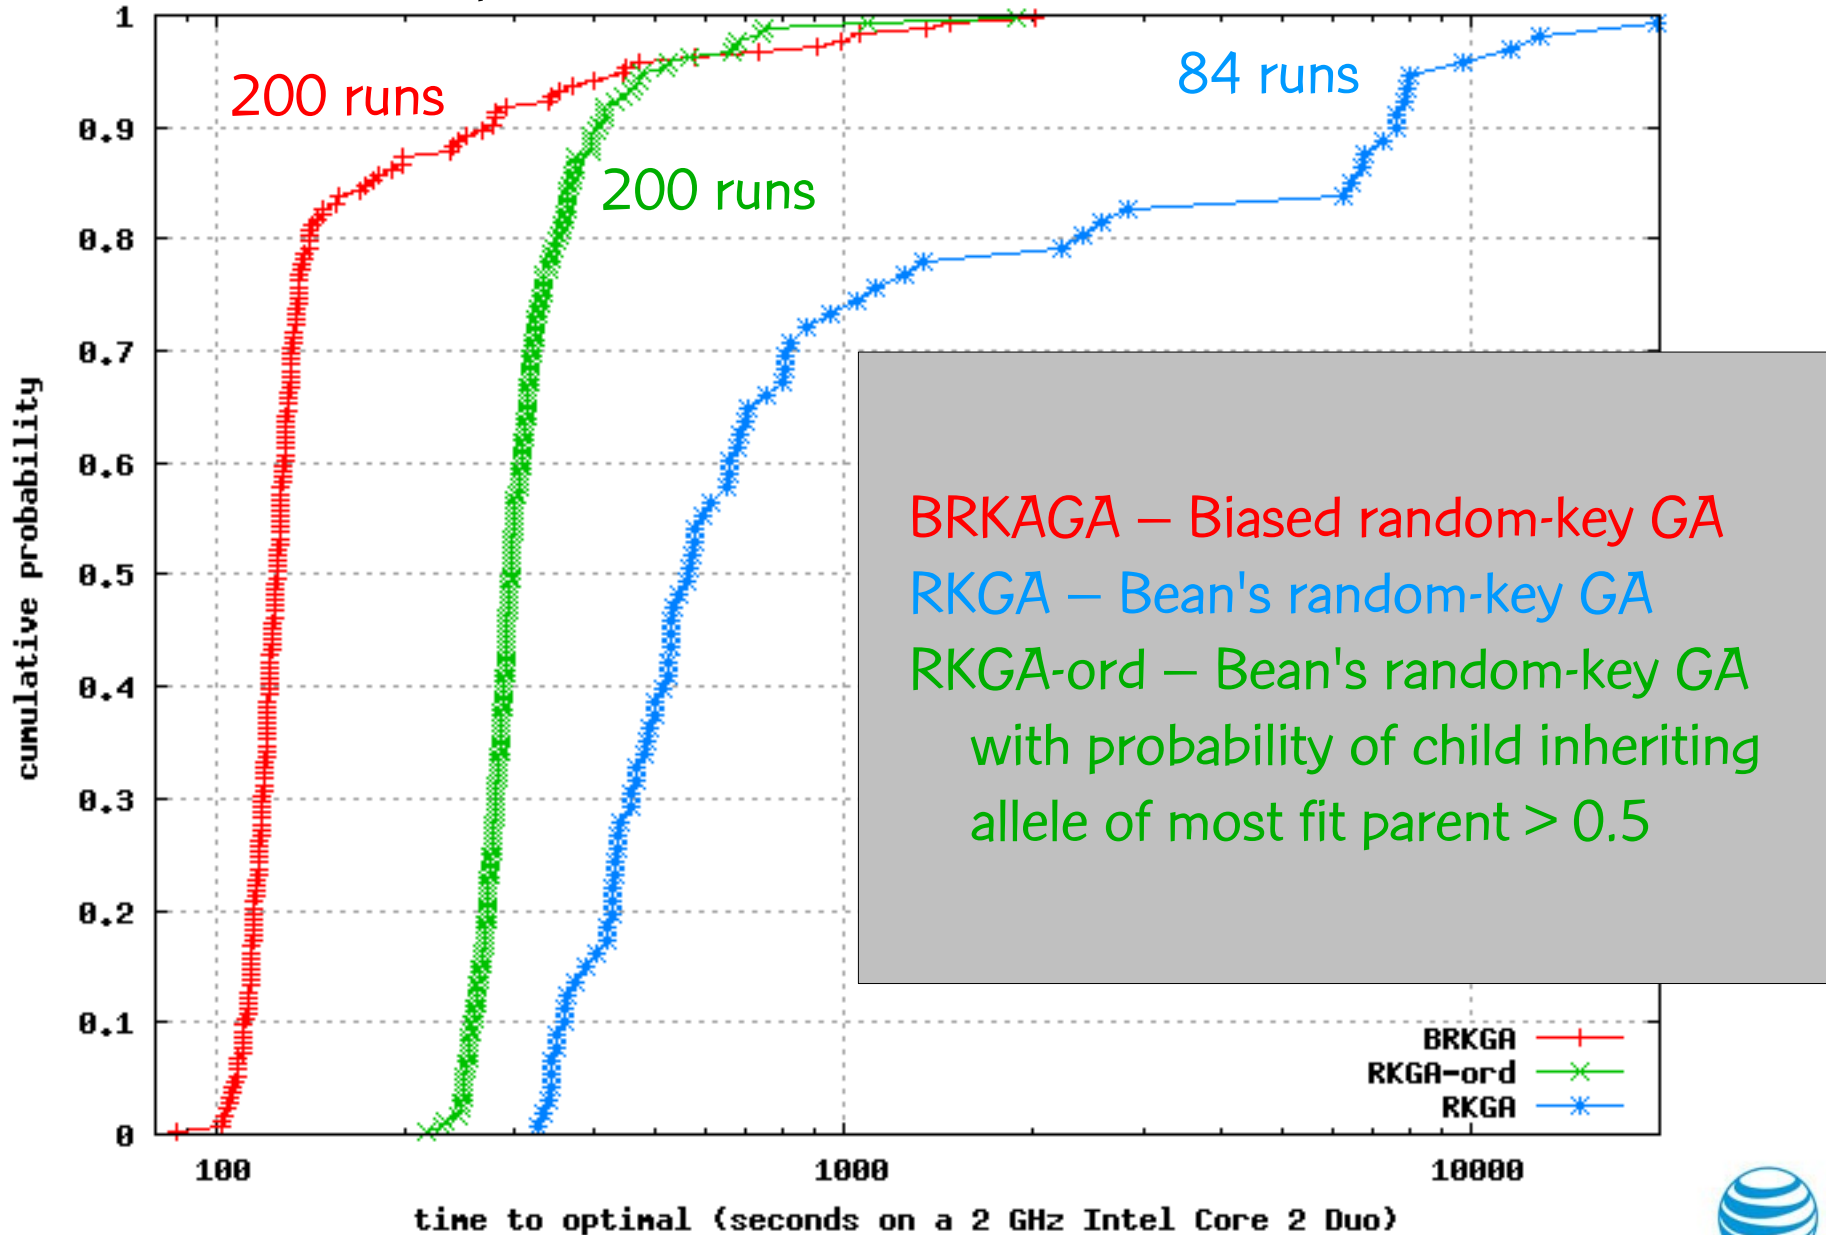 1
0.9
0.8
0.7
0.6
0.5
0.4
0.3
0.2
0.1
0
cumulative probability
200 runs
200 runs
84 runs
BRKAGA – Biased random-key GA
RKGA – Bean's random-key GA
RKGA-ord – Bean's random-key GA
with probability of child inheriting
allele of most fit parent > 0.5
BRKGA
RKGA-ord
RKGA
100
1000
10000
time to optimal (seconds on a 2 GHz Intel Core 2 Duo)